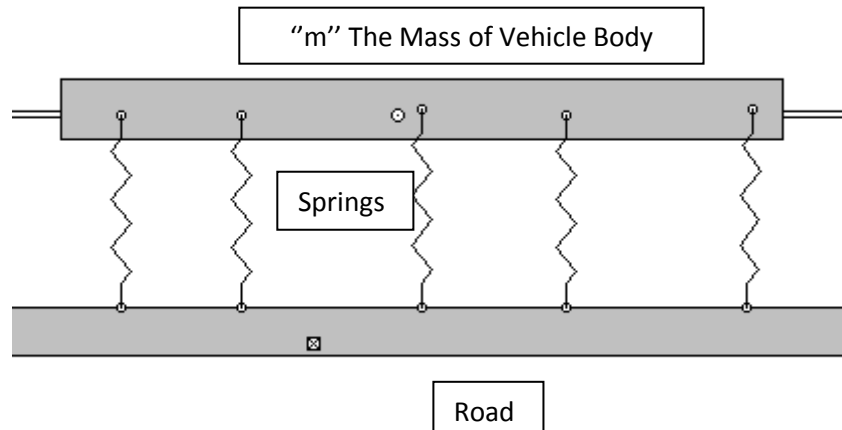 ‘’m’’ The Mass of Vehicle Body
Springs
Road